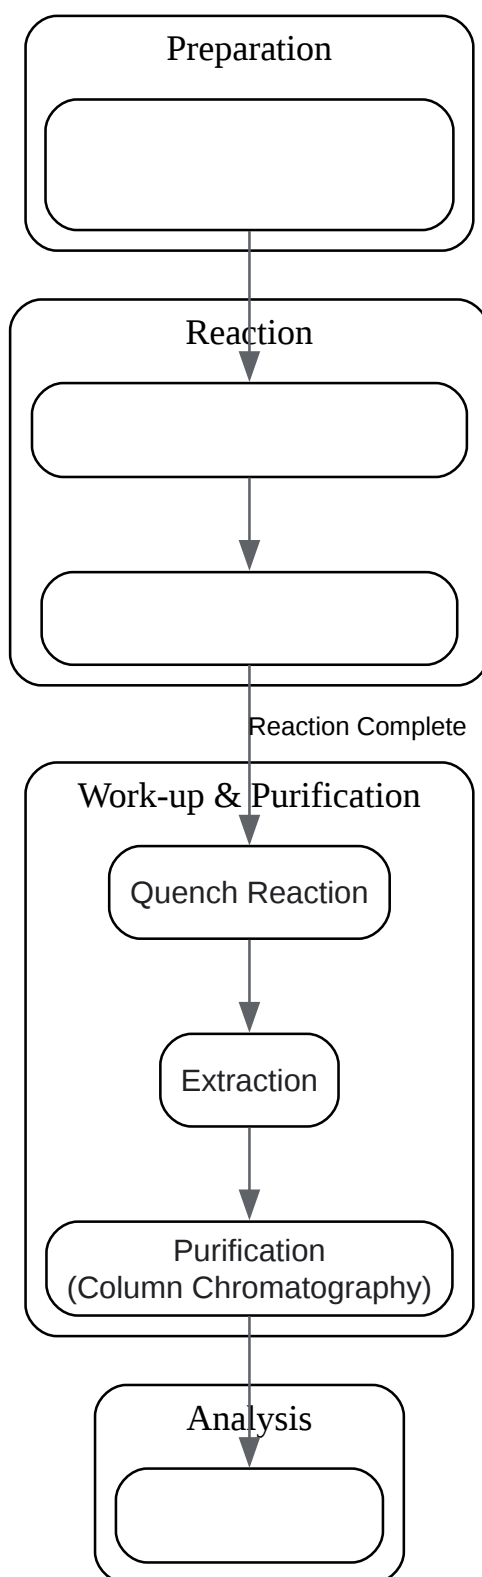 Preparation
Reaction
Reaction Complete
Work-up & Purification
Quench Reaction
Extraction
Purification
(Column Chromatography)
Analysis